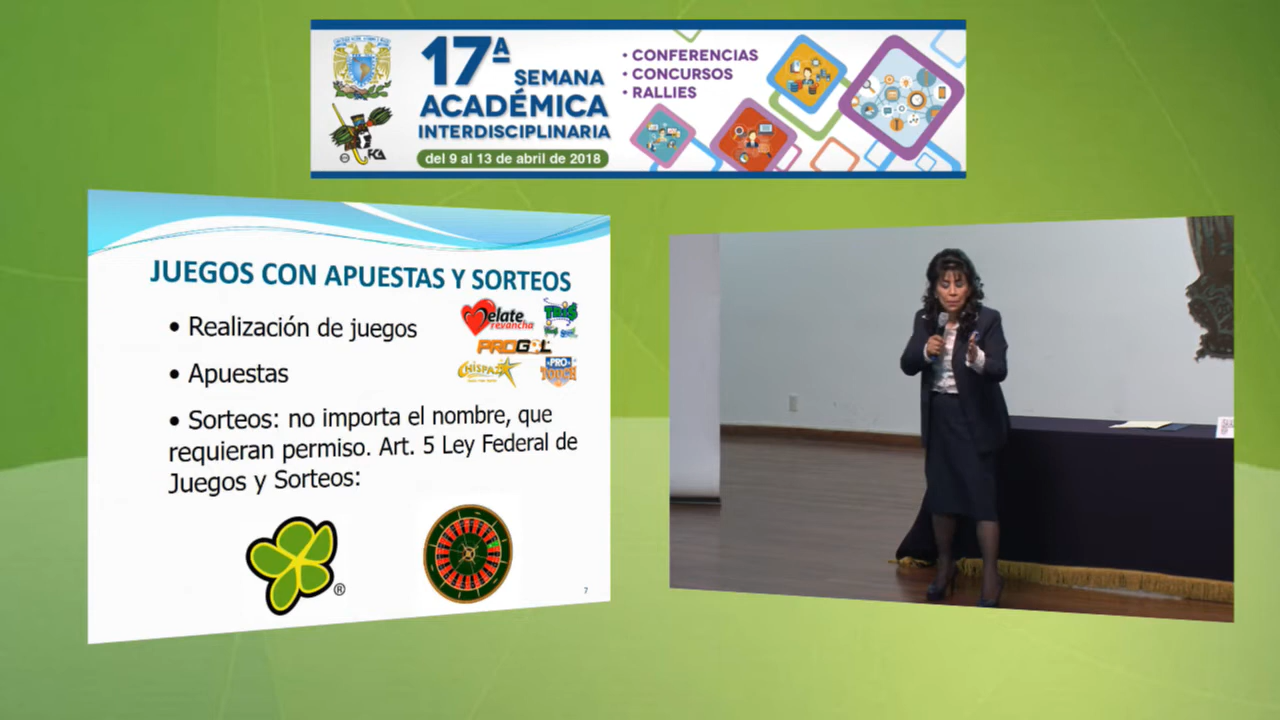 17ª
SEMANA
ACADÉMICA
INTERDISCIPLINARIA
del 9 al 13 de abril de 2018
• CONFERENCIAS
• CONCURSOS
• RALLIES
FCA
JUEGOS CON APUESTAS Y SORTEOS
• Realización de juegos
• Apuestas
• Sorteos: no importa el nombre, que
requieran permiso. Art. 5 Ley Federal de
Juegos y Sorteos:
Melate
revancha
TRIS
PROGOL
CHISPAZO
PRO
TOUCH
®
7